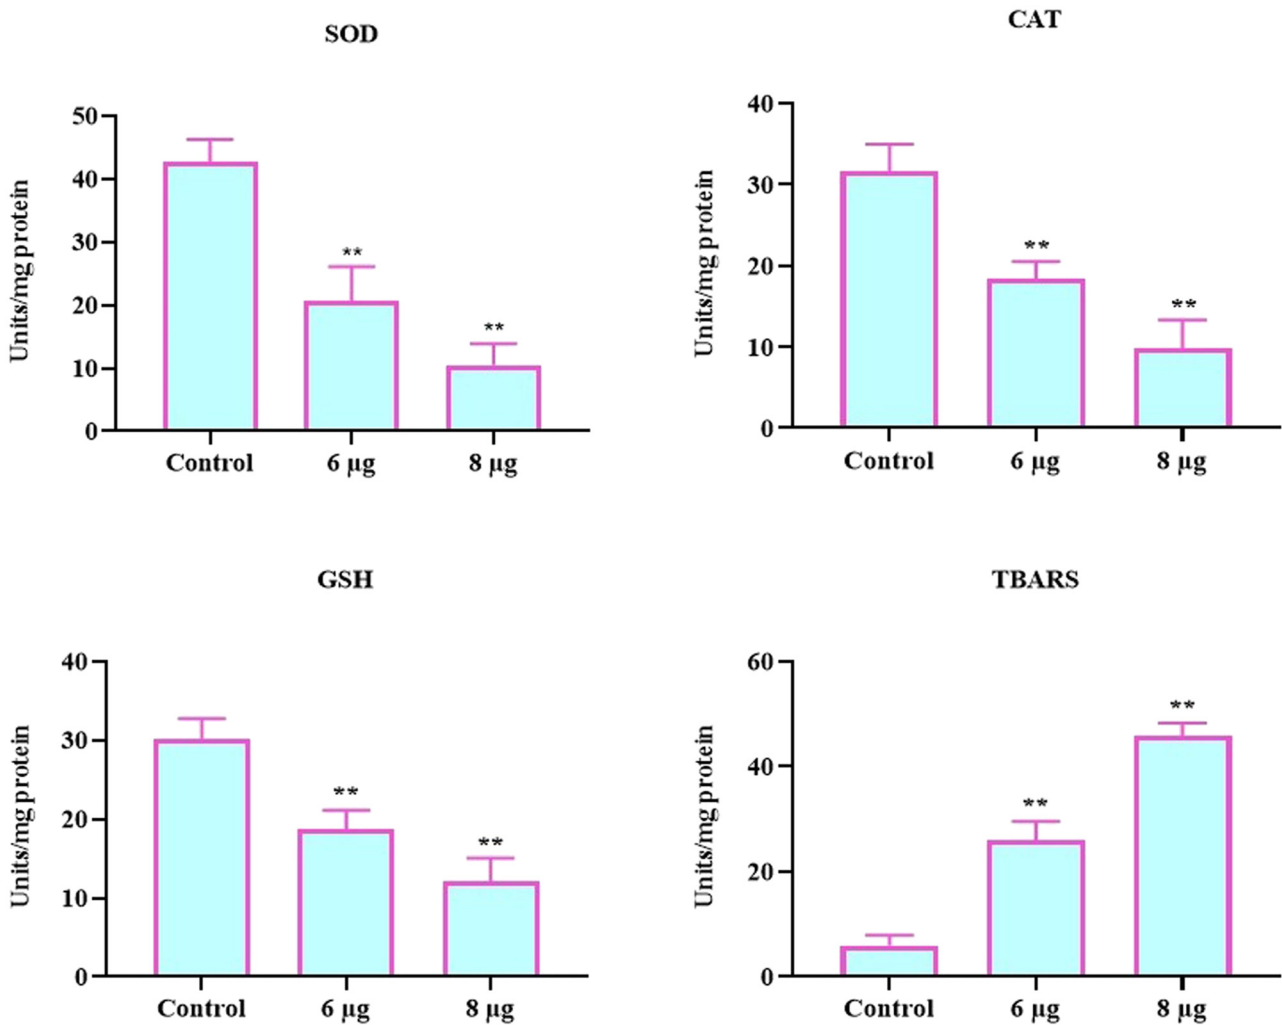 SOD
50
40
30
20
10
0
Units/mg protein
**
**
Control 6 μg 8 μg
CAT
40
30
20
10
0
Units/mg protein
**
**
Control 6 μg 8 μg
GSH
40
30
20
10
0
Units/mg protein
**
**
Control 6 μg 8 μg
TBARS
60
40
20
0
Units/mg protein
**
**
Control 6 μg 8 μg